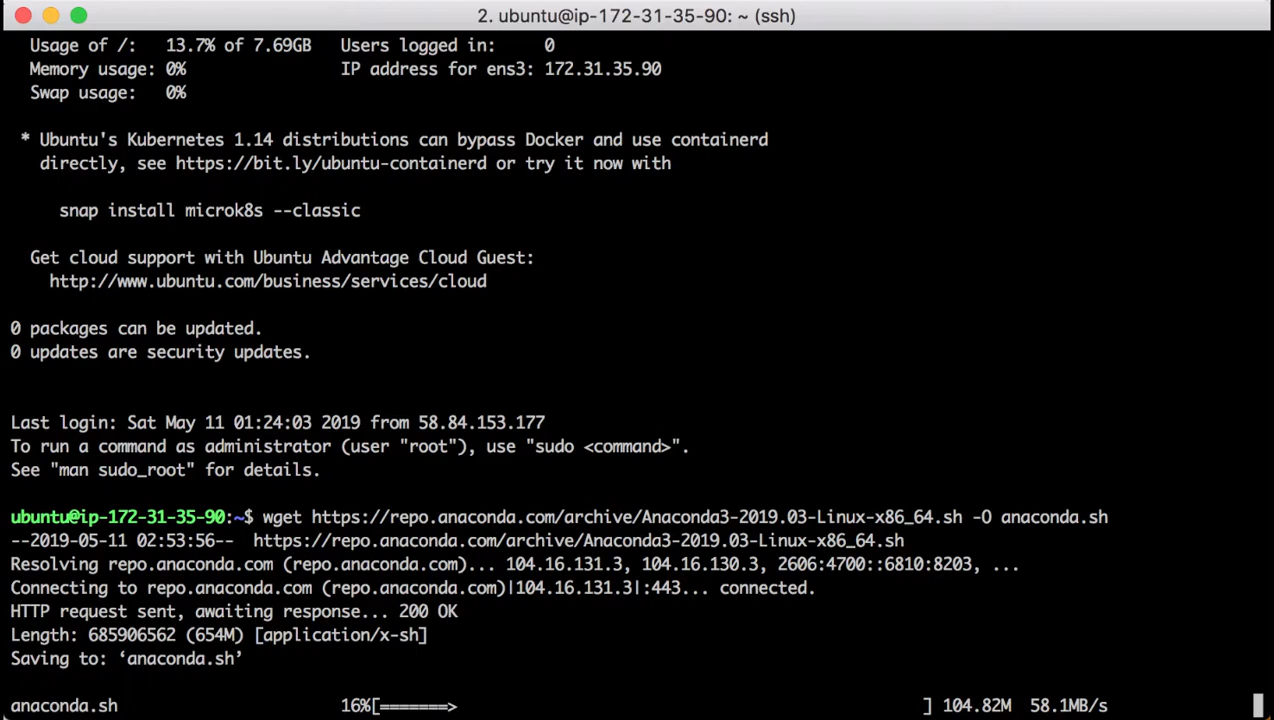 2. ubuntu@ip-172-31-35-90: ~ (ssh)
Usage of /: 13.7% of 7.69GB Users logged in: 0
Memory usage: 0% IP address for ens3: 172.31.35.90
Swap usage: 0%
* Ubuntu's Kubernetes 1.14 distributions can bypass Docker and use containerd
directly, see https://bit.ly/ubuntu-containerd or try it now with
snap install microk8s --classic
Get cloud support with Ubuntu Advantage Cloud Guest:
http://www.ubuntu.com/business/services/cloud
0 packages can be updated.
0 updates are security updates.
Last login: Sat May 11 01:24:03 2019 from 58.84.153.177
To run a command as administrator (user "root"), use "sudo <command>".
See "man sudo_root" for details.
ubuntu@ip-172-31-35-90:~$ wget https://repo.anaconda.com/archive/Anaconda3-2019.03-Linux-x86_64.sh -O anaconda.sh
--2019-05-11 02:53:56-- https://repo.anaconda.com/archive/Anaconda3-2019.03-Linux-x86_64.sh
Resolving repo.anaconda.com (repo.anaconda.com)... 104.16.131.3, 104.16.130.3, 2606:4700::6810:8203, ...
Connecting to repo.anaconda.com (repo.anaconda.com)|104.16.131.3|:443... connected.
HTTP request sent, awaiting response... 200 OK
Length: 685906562 (654M) [application/x-sh]
Saving to: ‘anaconda.sh’
anaconda.sh 16%[=======> ] 104.82M 58.1MB/s